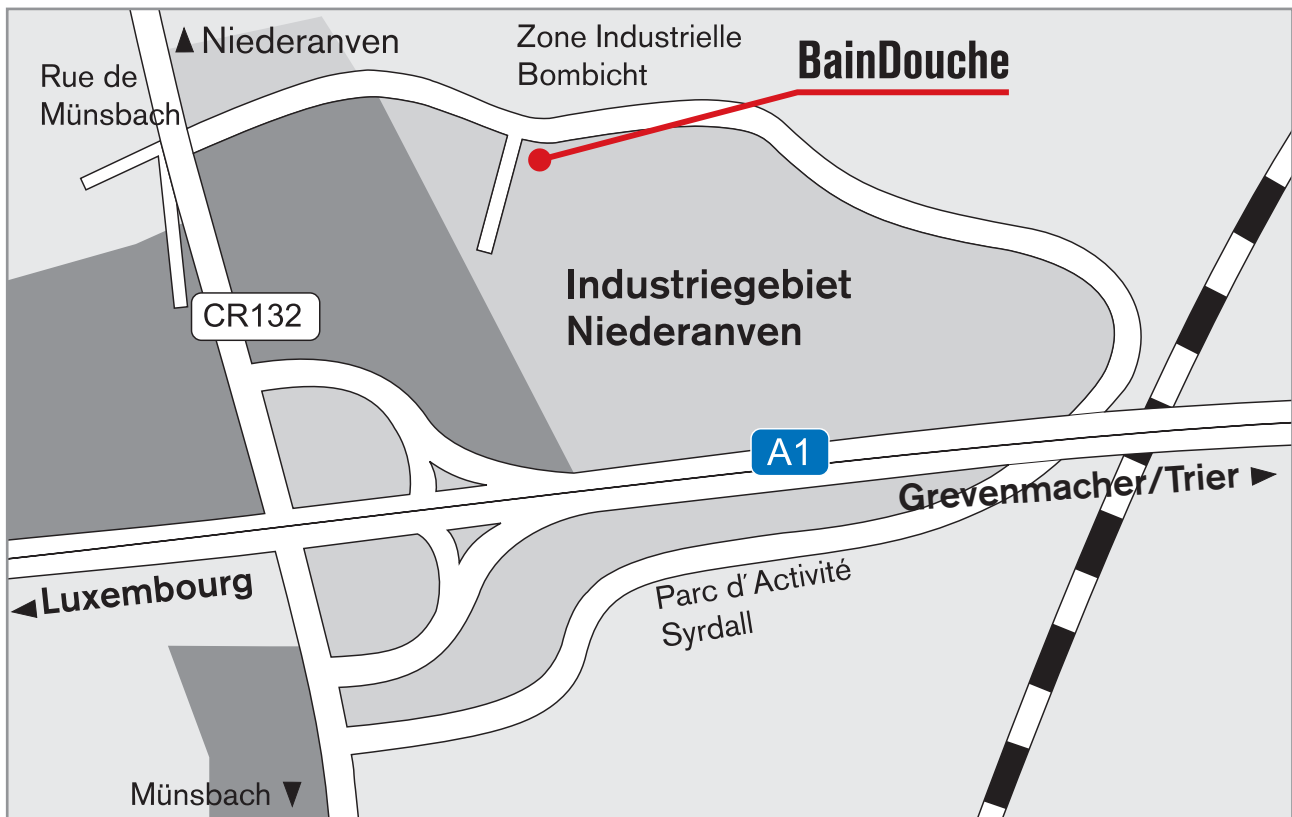 Niederanven
Zone Industrielle
Bombicht
BainDouche
Rue de
Münsbach
Industriegebiet
Niederanven
CR132
A1
Grevenmacher/Trier
Luxembourg
Parc d´Activité
Syrdall
Münsbach